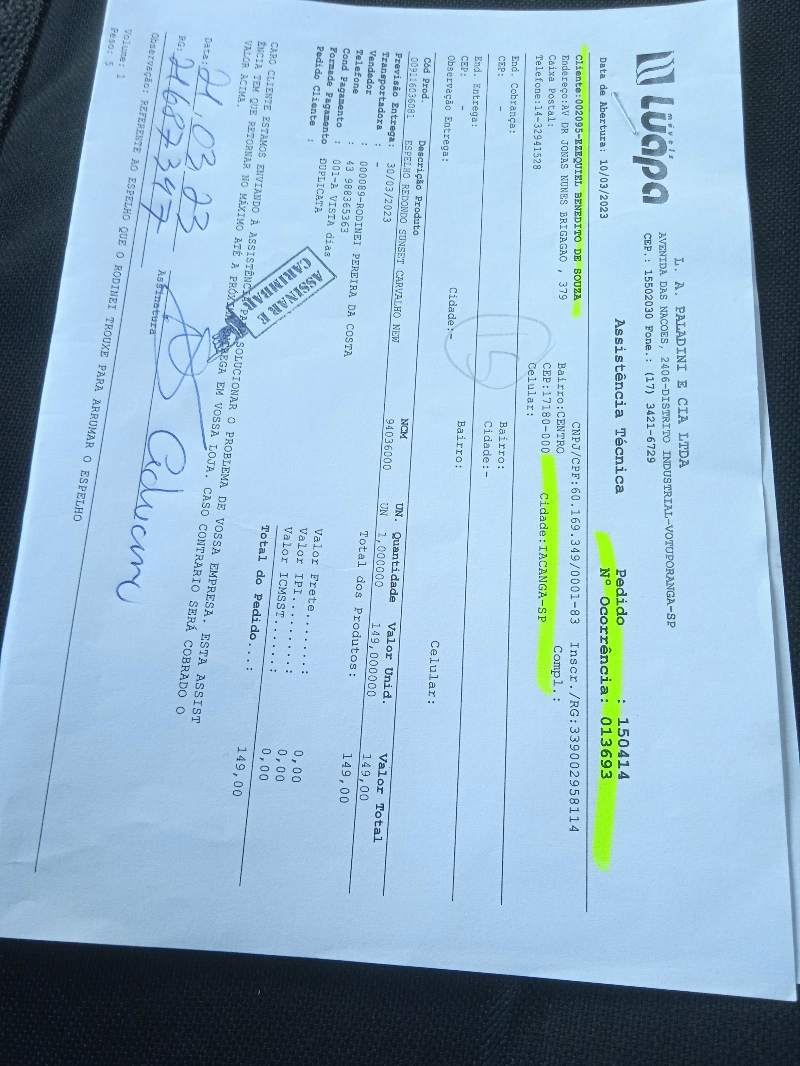 móveis
Luapa
L. A. PALADINI E CIA LTDA
AVENIDA DAS NACOES, 2406-DISTRITO INDUSTRIAL-VOTUPORANGA-SP
CEP.: 15502030 Fone.: (17) 3421-6729
Assistência Técnica
Pedido : 150414
Data de Abertura: 10/03/2023 Nº Ocorrência: 013693
Cliente:002095-EZEQUIEL BENEDITO DE SOUZA CNPJ/CPF:60.169.349/0001-83 Inscr./RG:339002958114
Endereço:AV DR JONAS NUNES BRIGAGAO , 379 Bairro:CENTRO Compl.:
Caixa Postal: CEP:17180-000 Cidade:IACANGA-SP
Telefone:14-32941528 Celular:
End. Cobrança: Bairro:
CEP: - Cidade:-
End. Entrega: Bairro:
CEP: - Cidade:- Celular:
Observação Entrega:
15
Cód Prod. Descrição Produto NCM UN. Quantidade Valor Unid. Valor Total
009116036081 ESPELHO REDONDO SUNSET CARVALHO NEW 94036000 UN 1,000000 149,000000 149,00
Previsão Entrega: 30/03/2023 Total dos Produtos: 149,00
Transportadora : -
Vendedor : 000089-RODINEI PEREIRA DA COSTA
Telefone : 43 988365363
Cond Pagamento : 001-A VISTA dias
Formade Pagamento DUPLICATA
Pedido Cliente :
Valor Frete.......: 0,00
Valor IPI.........: 0,00
Valor ICMSST......: 0,00
Total do Pedido...: 149,00
ASSINAR E
CARIMBAR
CARO CLIENTE ESTAMOS ENVIANDO À ASSISTÊNCIA PARA SOLUCIONAR O PROBLEMA DE VOSSA EMPRESA. ESTA ASSIST
ÊNCIA TEM QUE RETORNAR NO MÁXIMO ATÉ A PRÓXIMA ENTREGA EM VOSSA LOJA. CASO CONTRARIO SERÁ COBRADO O
VALOR ACIMA.
Data: 21.03.23
RG: 21687347 Assinatura
Observação: REFERENTE AO ESPELHO QUE O RODINEI TROUXE PARA ARRUMAR O ESPELHO
Volume: 1
Peso: 5